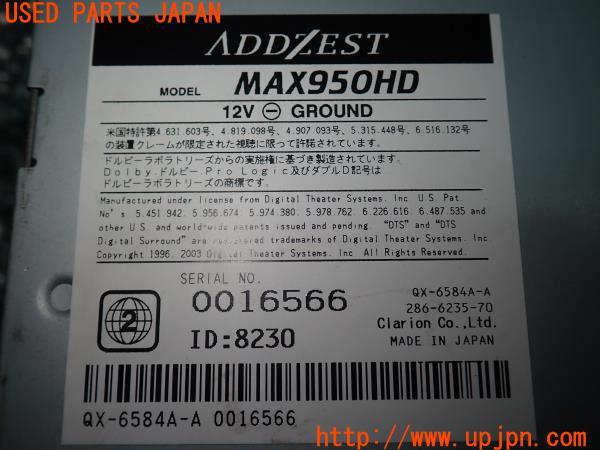 USED PARTS JAPAN
ADDZEST
MODEL MAX950HD
12V ⊖ GROUND
米国特許第4.631.603号、4.819.098号、4.907.093号、5.315.448号、6.516.132号
の装置クレームが限定された視聴に限って許諾されています。
ドルビーラボラトリーズからの実施権に基づき製造されています。
Dolby.ドルビー.Pro Logic及びダブルD記号は
ドルビーラボラトリーズの商標です。
Manufactured under license from Digital Theater Systems. Inc. U.S. Pat.
No's 5.451.942. 5.956.674. 5.974.380. 5.978.762. 6.226.616. 6.487.535 and
other U.S. and world-wide patents issued and pending. "DTS" and "DTS
Digital Surround" are registered trademarks of Digital Theater Systems. Inc.
Copyright 1996. 2003 Digital Theater Systems. Inc. All Rights Reserved.
SERIAL NO.
0016566
QX-6584A-A
286-6235-70
2
ID:8230
Clarion Co.,Ltd.
MADE IN JAPAN
QX-6584A-A 0016566
UPJ http://www.upjpn.com